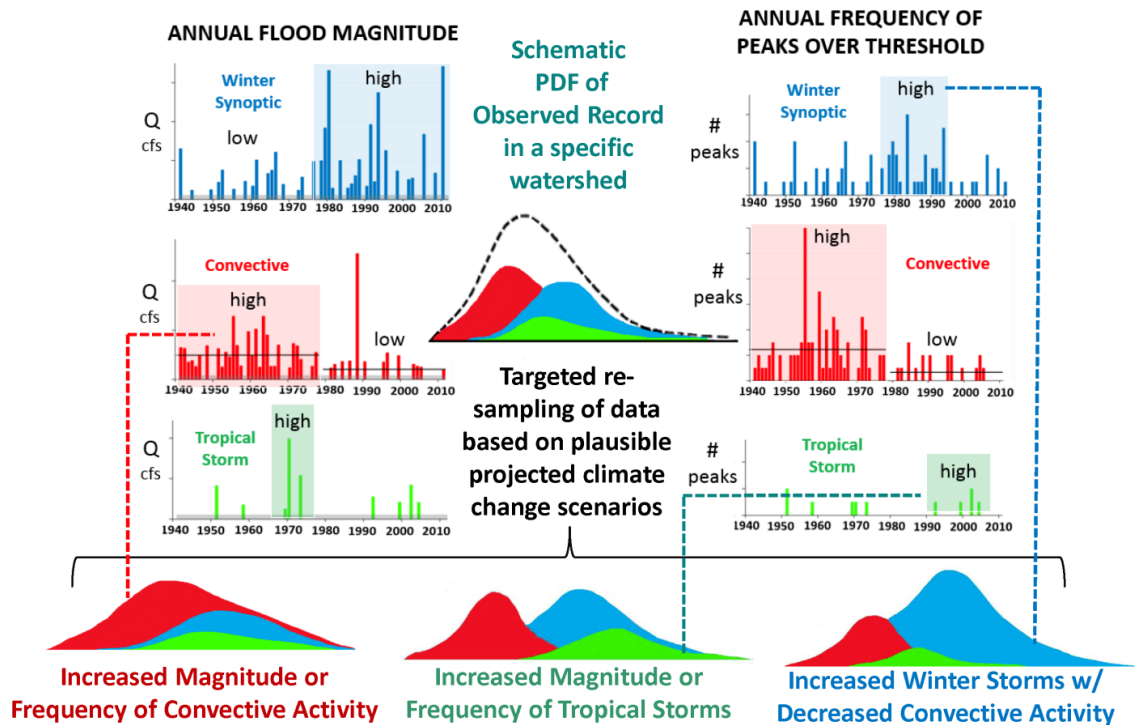 ANNUAL FLOOD MAGNITUDE
Winter
Synoptic
high
low
Q
cfs
1940 1950 1960 1970 1980 1990 2000 2010
Convective
high
low
Q
cfs
1940 1950 1960 1970 1980 1990 2000 2010
Tropical
Storm
high
Q
cfs
1940 1950 1960 1970 1980 1990 2000 2010
Schematic
PDF of
Observed Record
in a specific
watershed
Targeted re-
sampling of data
based on plausible
projected climate
change scenarios
ANNUAL FREQUENCY OF
PEAKS OVER THRESHOLD
Winter
Synoptic
high
#
peaks
1940 1950 1960 1970 1980 1990 2000 2010
high
Convective
low
#
peaks
1940 1950 1960 1970 1980 1990 2000 2010
Tropical
Storm
high
#
peaks
1940 1950 1960 1970 1980 1990 2000 2010
Increased Magnitude or
Frequency of Convective Activity
Increased Magnitude or
Frequency of Tropical Storms
Increased Winter Storms w/
Decreased Convective Activity